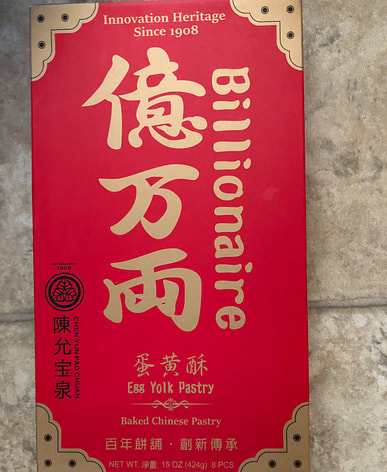 Innovation Heritage
Since 1908
億万両
Billionaire
1908
陳允宝泉
CHEN YUN PAO CHUAN
蛋黃酥
Egg Yolk Pastry
Baked Chinese Pastry
百年餅舖・創新傳承
NET WT 淨重: 15 OZ (424g) 8 PCS